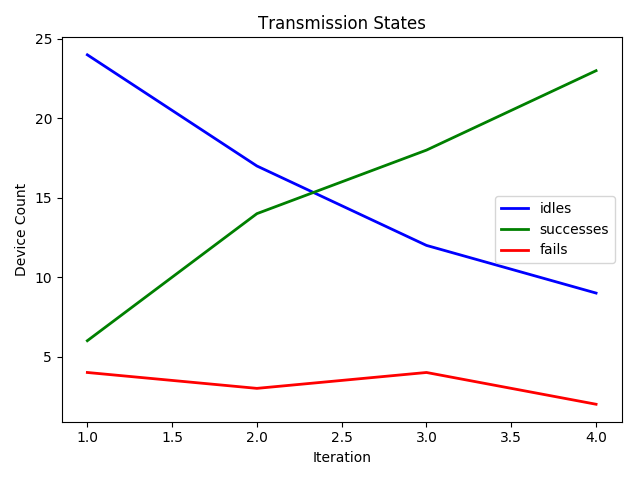 Transmission States
Device Count
25
20
15
10
5
idles
successes
fails
1.0 1.5 2.0 2.5 3.0 3.5 4.0
Iteration